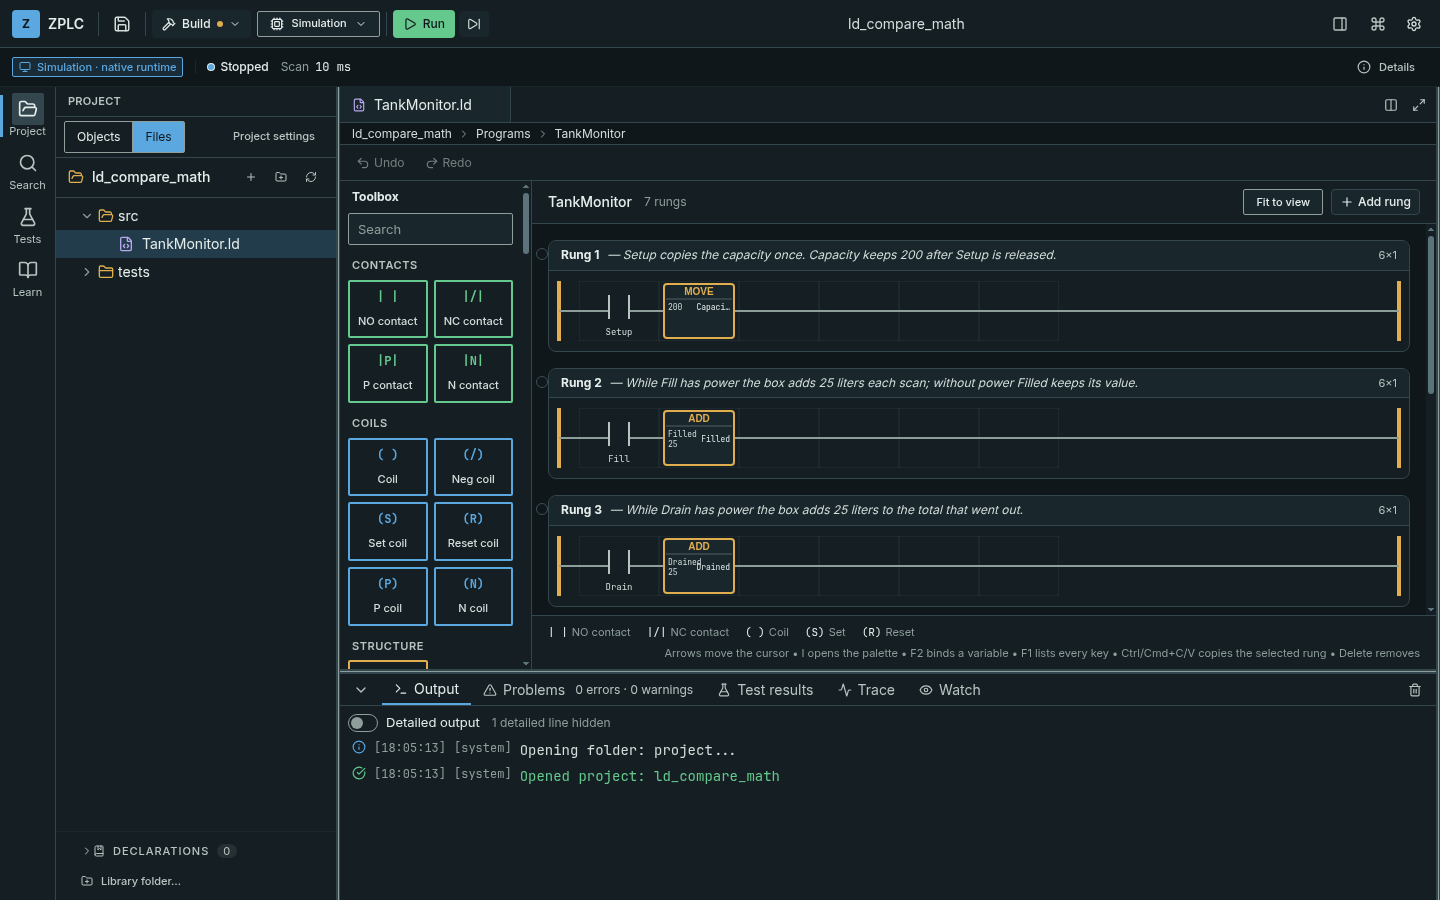 Z ZPLC Build Simulation Run ld_compare_math
Simulation · native runtime Stopped Scan 10 ms Details
Project
Search
Tests
Learn
PROJECT
Objects Files Project settings
ld_compare_math
src
TankMonitor.ld
tests
DECLARATIONS 0
Library folder...
TankMonitor.ld
ld_compare_math > Programs > TankMonitor
Undo Redo
Toolbox
Search
CONTACTS
| | |/|
NO contact NC contact
|P| |N|
P contact N contact
COILS
( ) (/)
Coil Neg coil
(S) (R)
Set coil Reset coil
(P) (N)
P coil N coil
STRUCTURE
TankMonitor 7 rungs Fit to view + Add rung
Rung 1 — Setup copies the capacity once. Capacity keeps 200 after Setup is released. 6×1
MOVE
200 Capaci…
Setup
Rung 2 — While Fill has power the box adds 25 liters each scan; without power Filled keeps its value. 6×1
ADD
Filled
25 Filled
Fill
Rung 3 — While Drain has power the box adds 25 liters to the total that went out. 6×1
ADD
Drained
25 Drained
Drain
| | NO contact |/| NC contact ( ) Coil (S) Set (R) Reset
Arrows move the cursor • I opens the palette • F2 binds a variable • F1 lists every key • Ctrl/Cmd+C/V copies the selected rung • Delete removes
Output Problems 0 errors · 0 warnings Test results Trace Watch
Detailed output 1 detailed line hidden
[18:05:13] [system] Opening folder: project...
[18:05:13] [system] Opened project: ld_compare_math